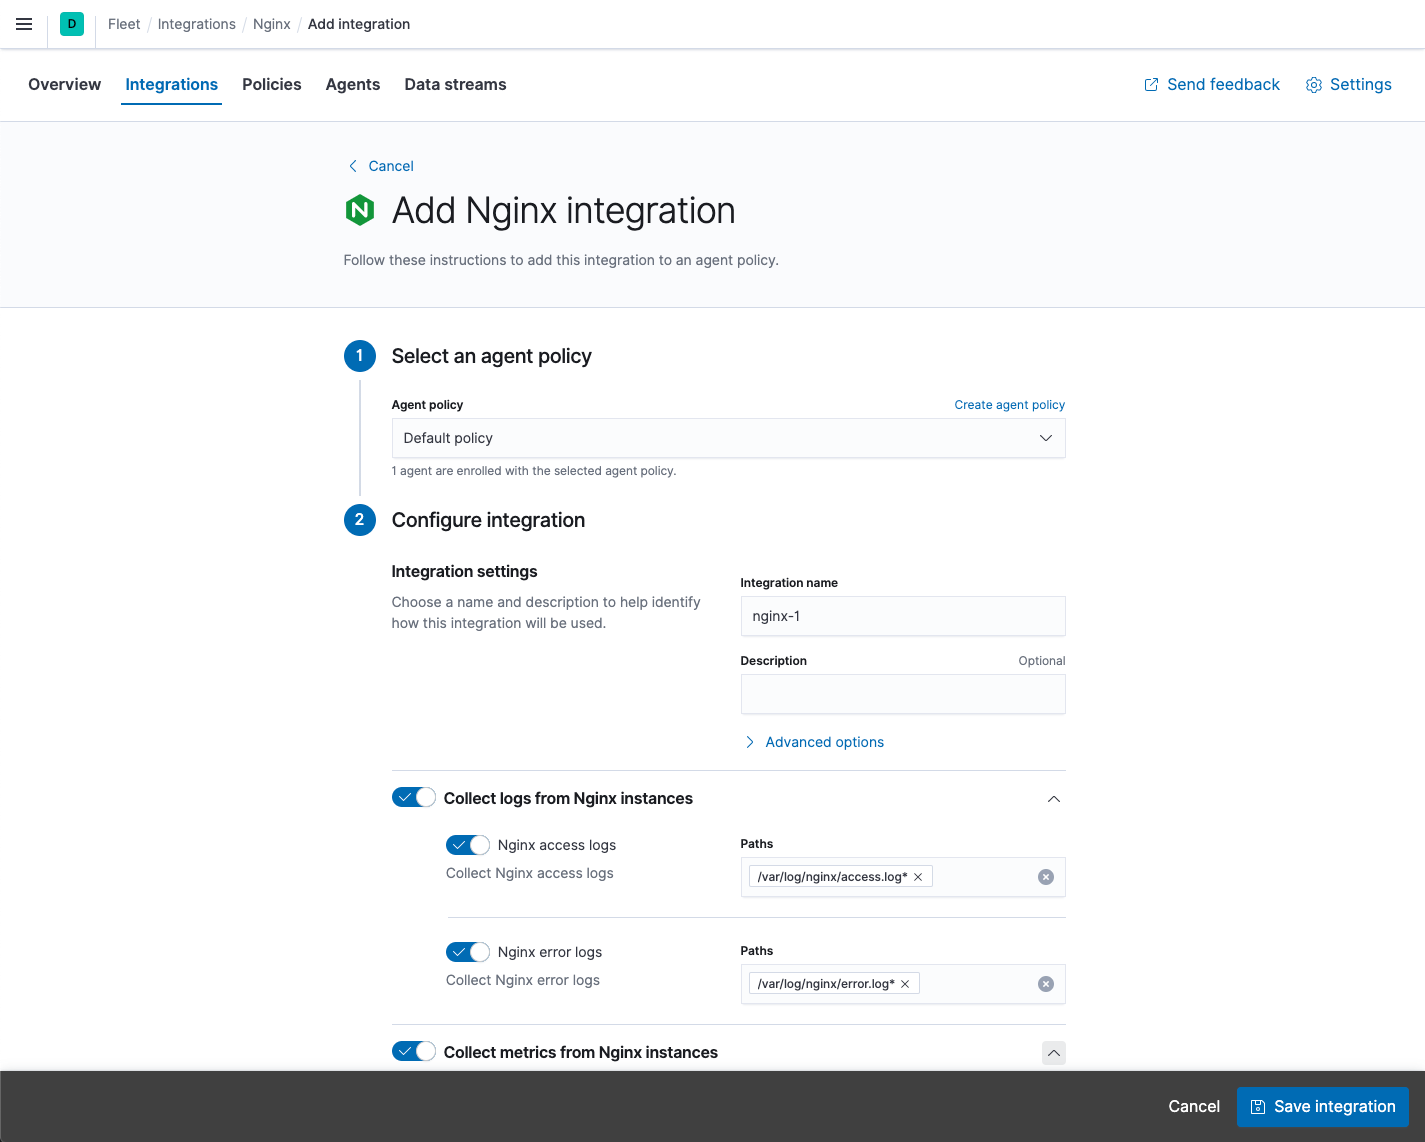 D Fleet / Integrations / Nginx / Add integration
Overview Integrations Policies Agents Data streams Send feedback Settings
Cancel
N Add Nginx integration
Follow these instructions to add this integration to an agent policy.
1 Select an agent policy
Agent policy Create agent policy
Default policy
1 agent are enrolled with the selected agent policy.
2 Configure integration
Integration settings
Choose a name and description to help identify
how this integration will be used.
Integration name
nginx-1
Description Optional
Advanced options
Collect logs from Nginx instances
Nginx access logs
Collect Nginx access logs
Paths
/var/log/nginx/access.log*
Nginx error logs
Collect Nginx error logs
Paths
/var/log/nginx/error.log*
Collect metrics from Nginx instances
Cancel Save integration